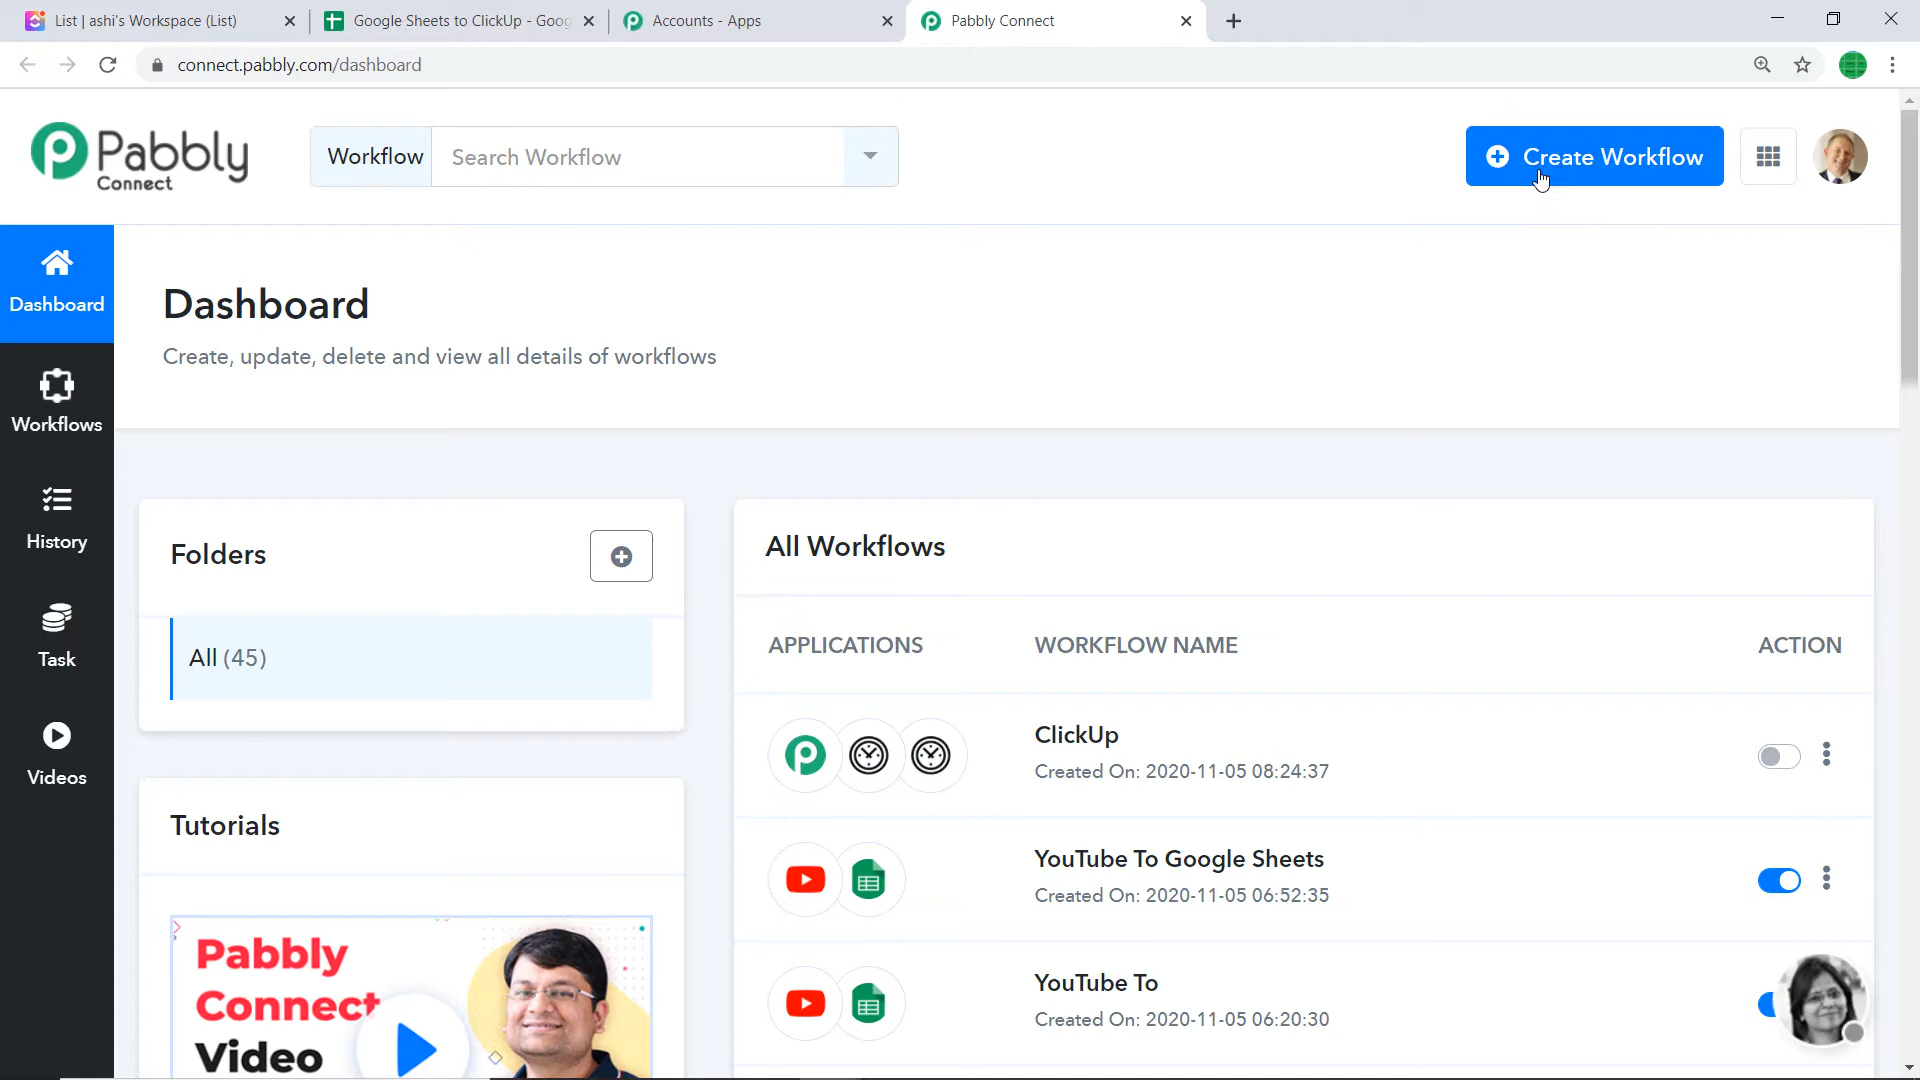 List | ashi's Workspace (List)
Google Sheets to ClickUp - Goog
Accounts - Apps
Pabbly Connect
connect.pabbly.com/dashboard
Pabbly
Connect
Workflow
Search Workflow
Create Workflow
Dashboard
Workflows
History
Task
Videos
Dashboard
Create, update, delete and view all details of workflows
Folders
All (45)
Tutorials
Pabbly
Connect
Video
All Workflows
APPLICATIONS
WORKFLOW NAME
ACTION
ClickUp
Created On: 2020-11-05 08:24:37
YouTube To Google Sheets
Created On: 2020-11-05 06:52:35
YouTube To
Created On: 2020-11-05 06:20:30